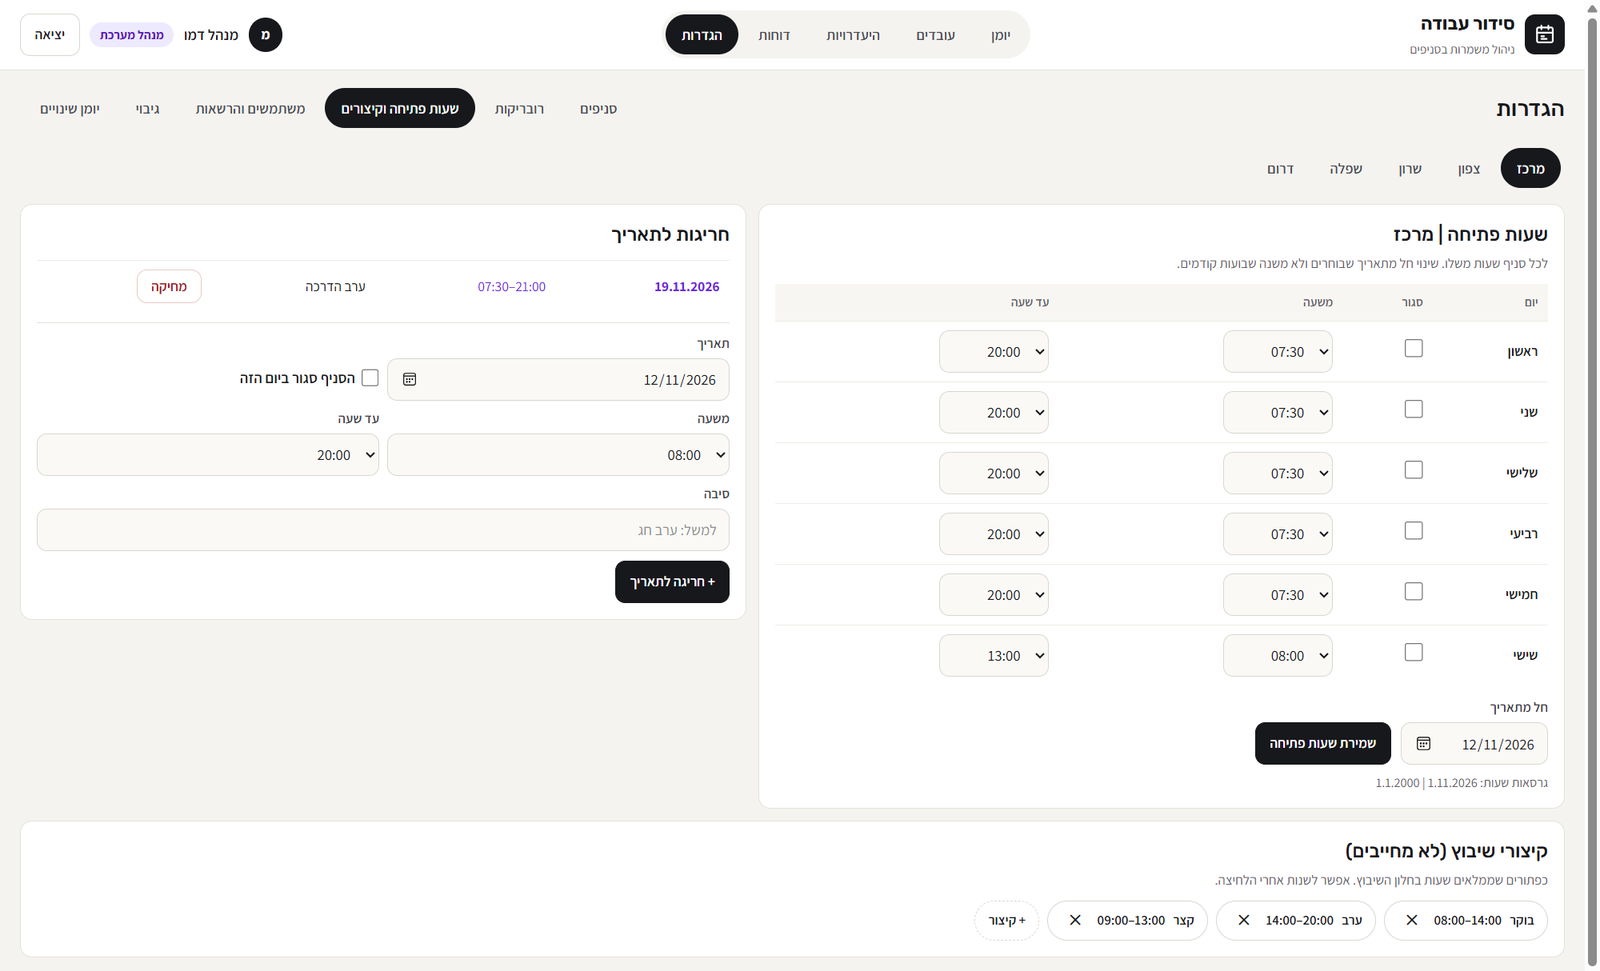 סידור עבודה
ניהול משמרות בסניפים
יומן
עובדים
היעדרויות
דוחות
הגדרות
מ
מנהל דמו
מנהל מערכת
יציאה
הגדרות
סניפים
רובריקות
שעות פתיחה וקיצורים
משתמשים והרשאות
גיבוי
יומן שינויים
מרכז
צפון
שרון
שפלה
דרום
שעות פתיחה | מרכז
לכל סניף שעות משלו. שינוי חל מתאריך שבוחרים ולא משנה שבועות קודמים.
יום סגור משעה עד שעה
ראשון 07:30 20:00
שני 07:30 20:00
שלישי 07:30 20:00
רביעי 07:30 20:00
חמישי 07:30 20:00
שישי 08:00 13:00
חל מתאריך
12/11/2026
שמירת שעות פתיחה
גרסאות שעות: 1.11.2026 | 1.1.2000
חריגות לתאריך
19.11.2026 07:30–21:00 ערב הדרכה מחיקה
תאריך
12/11/2026
הסניף סגור ביום הזה
משעה עד שעה
08:00 20:00
סיבה
למשל: ערב חג
+ חריגה לתאריך
קיצורי שיבוץ (לא מחייבים)
כפתורים שממלאים שעות בחלון השיבוץ. אפשר לשנות אחרי הלחיצה.
בוקר 08:00–14:00 ✕
ערב 14:00–20:00 ✕
קצר 09:00–13:00 ✕
+ קיצור